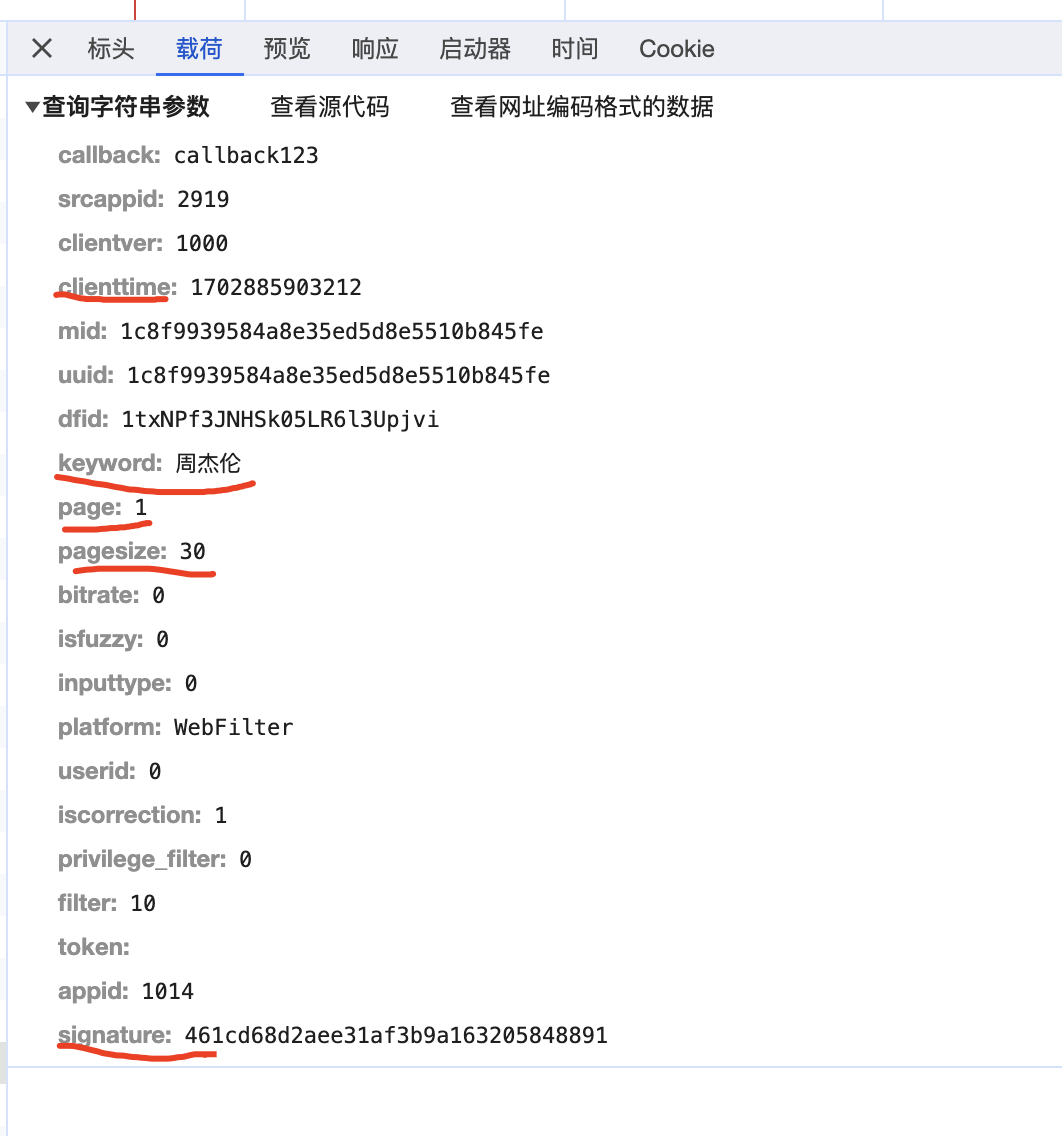 标头 载荷 预览 响应 启动器 时间 Cookie
查询字符串参数 查看源代码 查看网址编码格式的数据
callback: callback123
srcappid: 2919
clientver: 1000
clienttime: 1702885903212
mid: 1c8f9939584a8e35ed5d8e5510b845fe
uuid: 1c8f9939584a8e35ed5d8e5510b845fe
dfid: 1txNPf3JNHSk05LR6l3Upjvi
keyword: 周杰伦
page: 1
pagesize: 30
bitrate: 0
isfuzzy: 0
inputtype: 0
platform: WebFilter
userid: 0
iscorrection: 1
privilege_filter: 0
filter: 10
token:
appid: 1014
signature: 461cd68d2aee31af3b9a163205848891